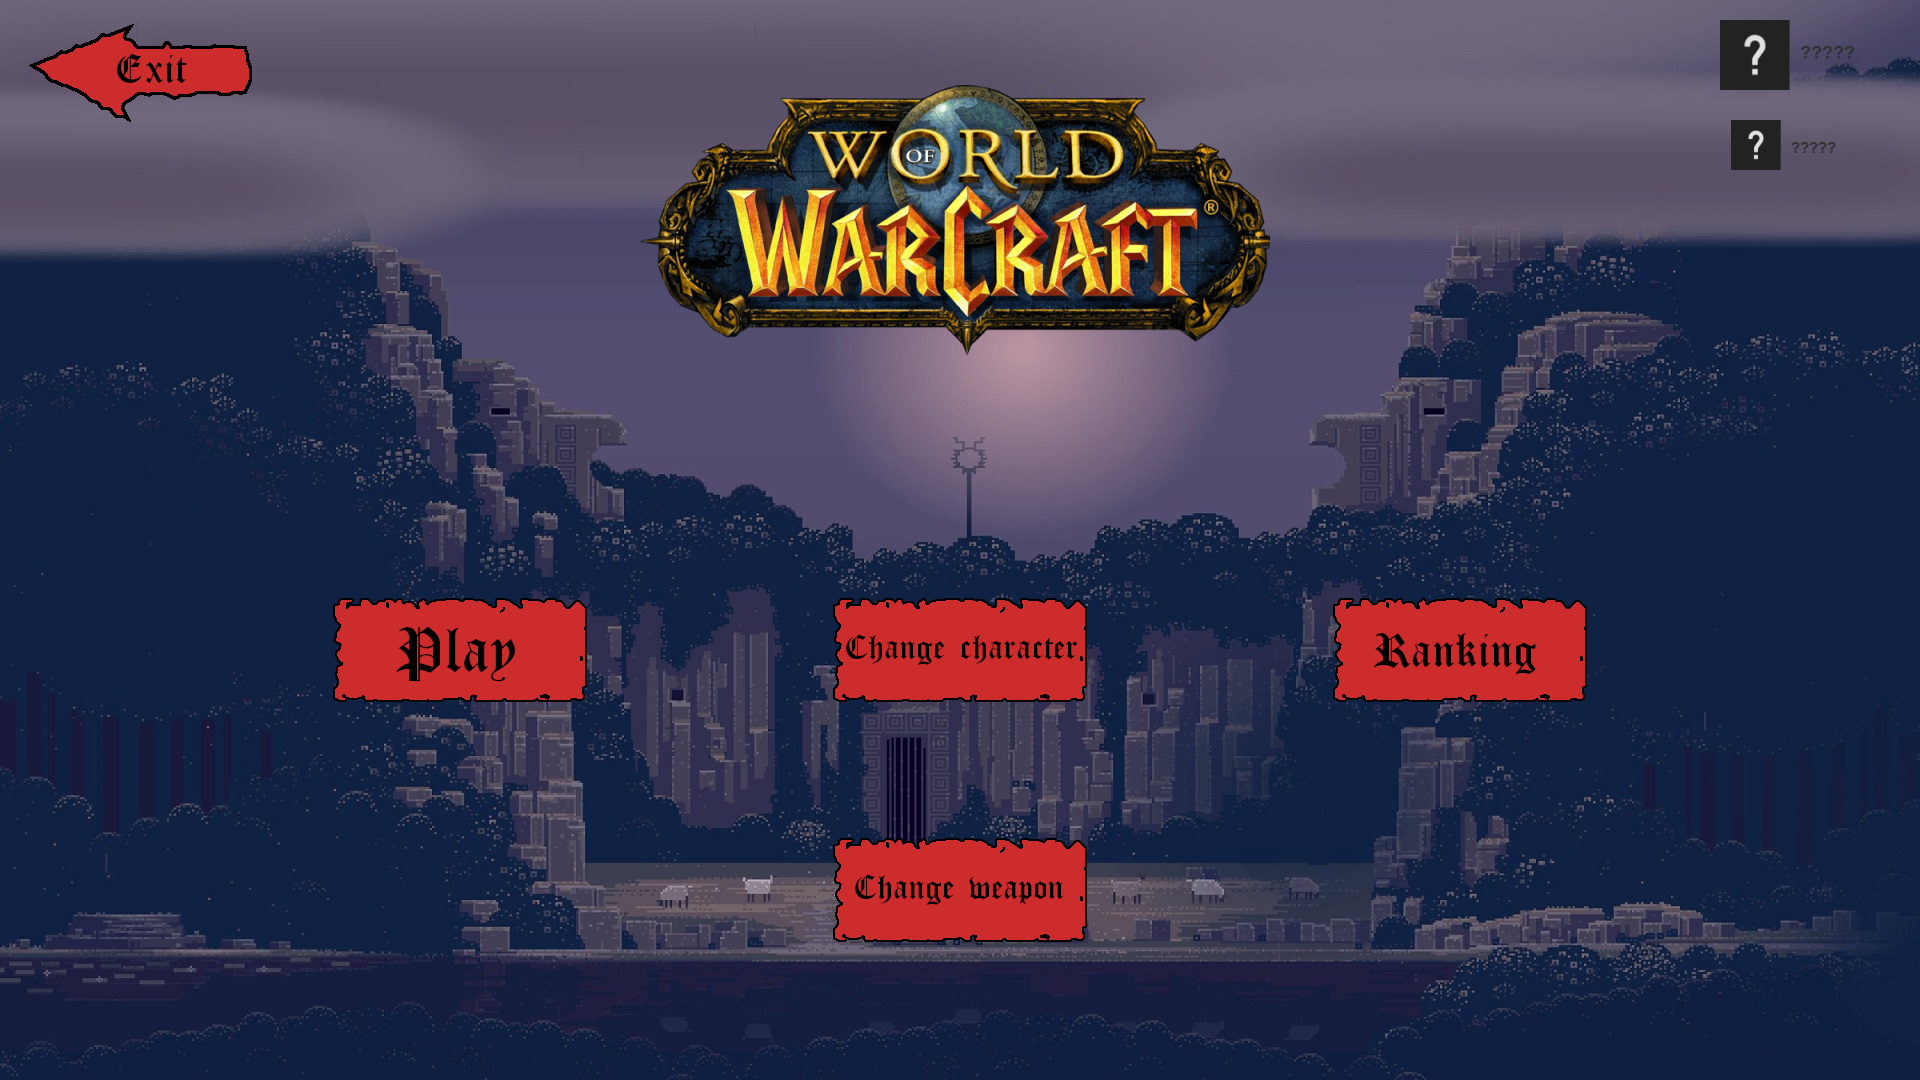 Exit
?
?????
?
?????
WORLD
OF
WARCRAFT®
Play
Change character
Ranking
Change weapon